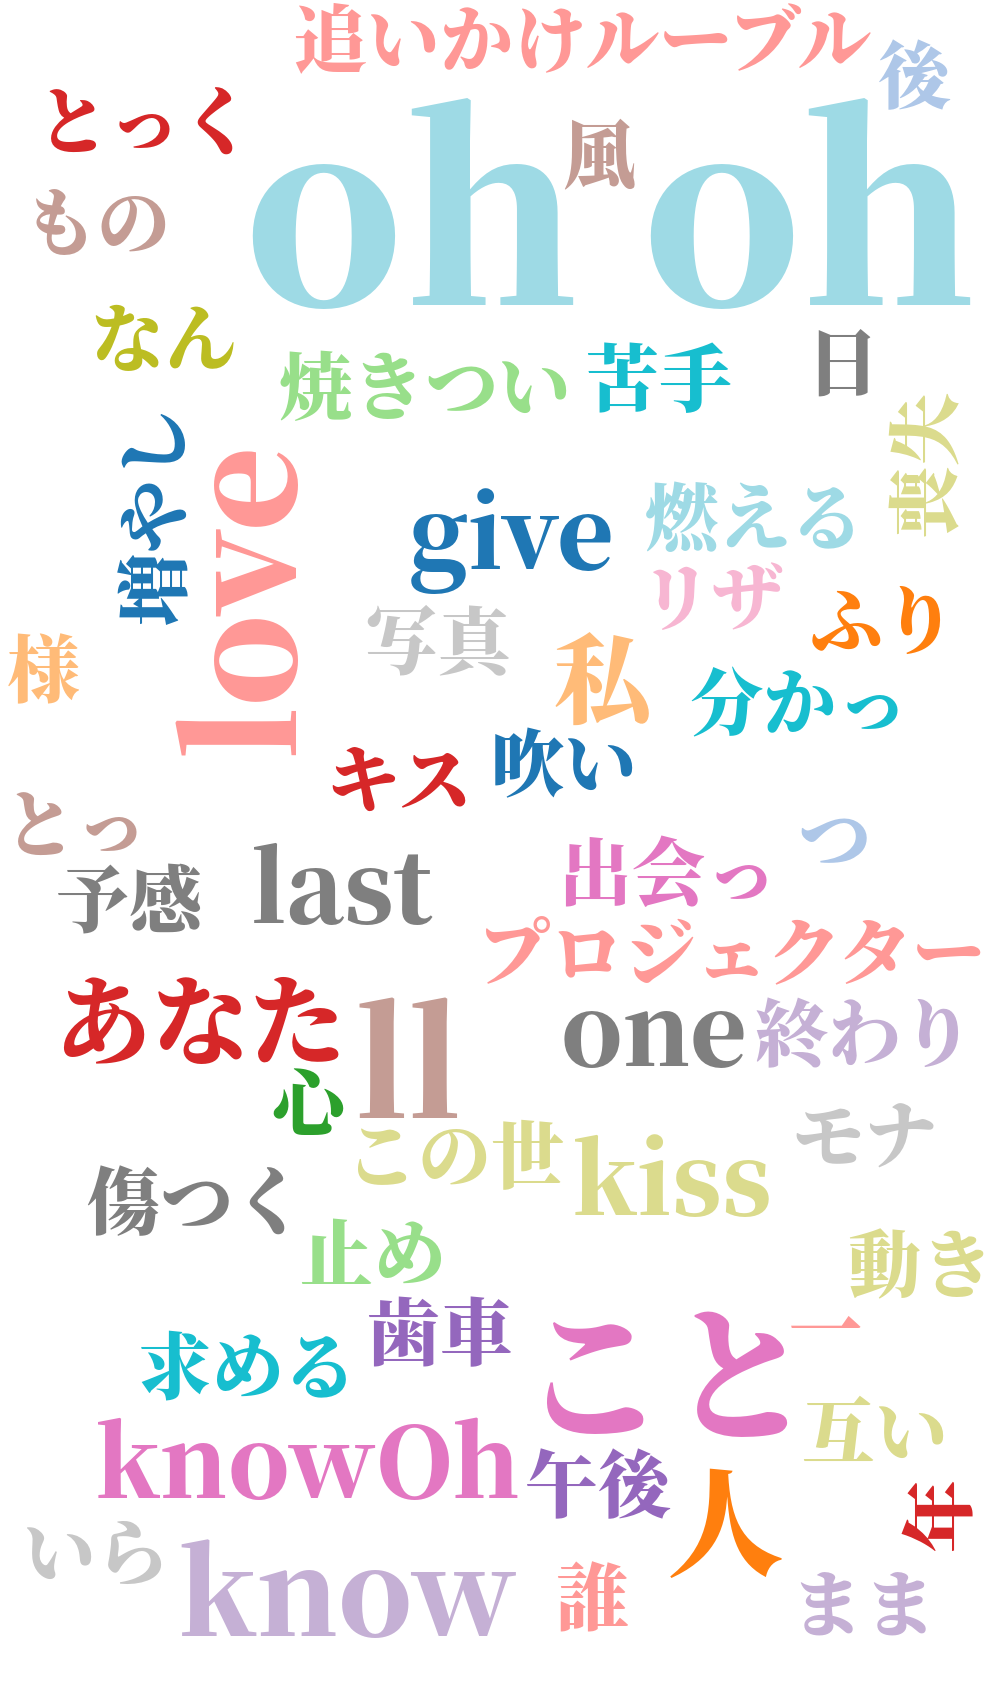 追いかけルーブル
後
とっく
oh oh
風
もの
なん
焼きつい
苦手
日
喪失
増やし
love
give
燃える
リザ
ふり
写真
様
私
分かっ
キス
吹い
とっ
つ
予感
last
出会っ
プロジェクター
あなた
ll
one
終わり
心
この世
kiss
モナ
傷つく
止め
動き
歯車
こと
一
求める
互い
knowOh
午後
人
年
いら
know
誰
まま